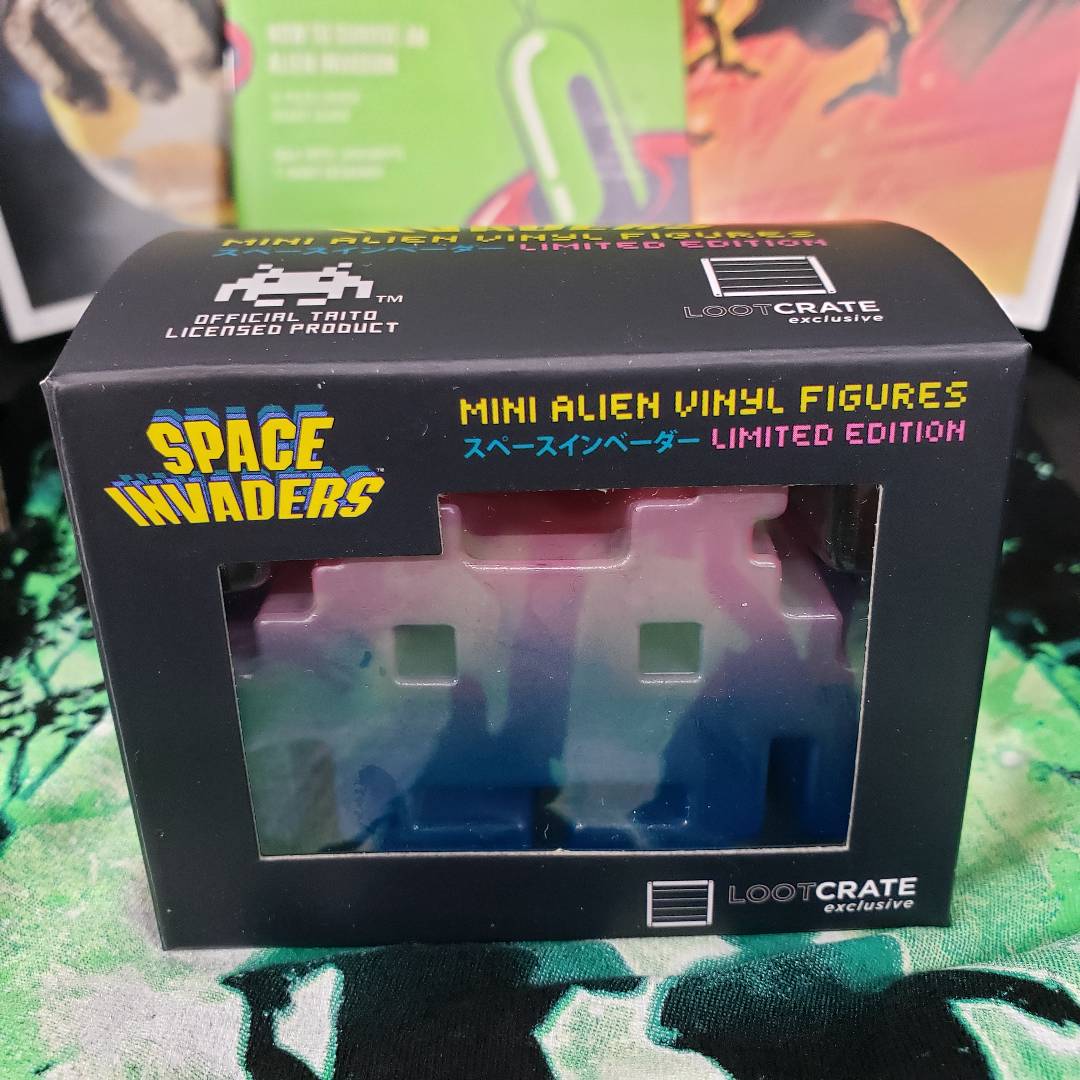 HOW TO SURVIVE AN
ALIEN INVASION
MINI ALIEN VINYL FIGURES
スペースインベーダー LIMITED EDITION
TM
OFFICIAL TAITO
LICENSED PRODUCT
LOOTCRATE
exclusive
SPACE
INVADERS
MINI ALIEN VINYL FIGURES
スペースインベーダー LIMITED EDITION
LOOTCRATE
exclusive